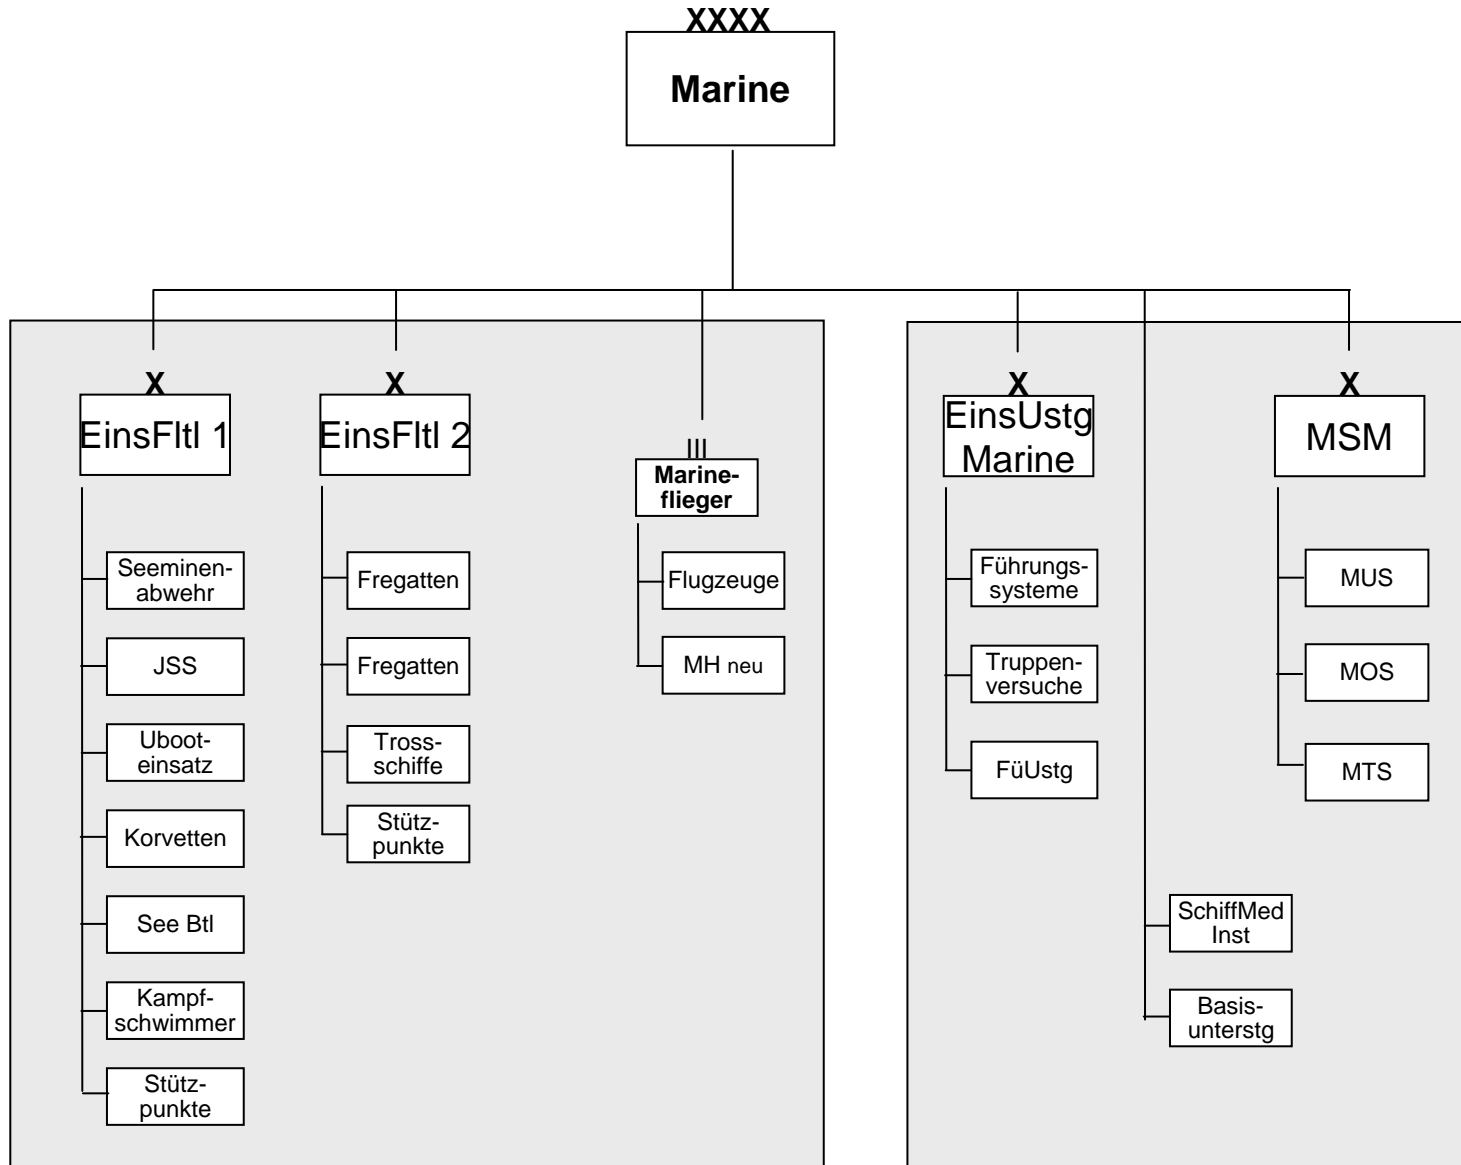 XXXX
Marine
X
EinsFltl 1
Seeminen-
abwehr
JSS
Uboot-
einsatz
Korvetten
See Btl
Kampf-
schwimmer
Stütz-
punkte
X
EinsFltl 2
Fregatten
Fregatten
Tross-
schiffe
Stütz-
punkte
III
Marine-
flieger
Flugzeuge
MH neu
X
EinsUstg
Marine
Führungs-
systeme
Truppen-
versuche
FüUstg
SchiffMed
Inst
Basis-
unterstg
X
MSM
MUS
MOS
MTS